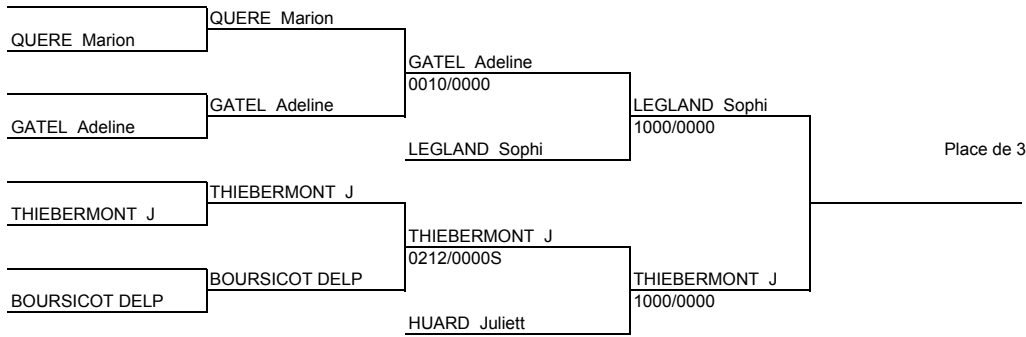 QUERE Marion
QUERE Marion
GATEL Adeline
0010/0000
GATEL Adeline
LEGLAND Sophi
GATEL Adeline
1000/0000
LEGLAND Sophi
Place de 3
THIEBERMONT J
THIEBERMONT J
THIEBERMONT J
0212/0000S
BOURSICOT DELP
THIEBERMONT J
BOURSICOT DELP
1000/0000
HUARD Juliett